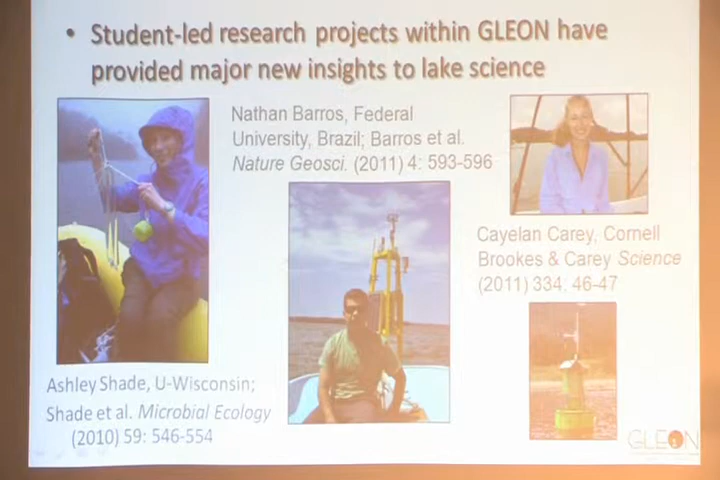 • Student-led research projects within GLEON have
provided major new insights to lake science
Nathan Barros, Federal
University, Brazil; Barros et al.
Nature Geosci. (2011) 4: 593-596
Cayelan Carey, Cornell
Brookes & Carey Science
(2011) 334: 46-47
Ashley Shade, U-Wisconsin;
Shade et al. Microbial Ecology
(2010) 59: 546-554
GLEON